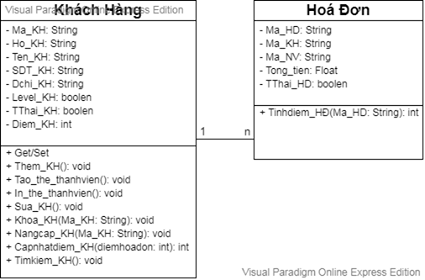 Visual Paradigm Online Express Edition
Khách Hàng
- Ma_KH: String
- Ho_KH: String
- Ten_KH: String
- SDT_KH: String
- Dchi_KH: String
- Level_KH: boolen
- TThai_KH: boolen
- Diem_KH: int
+ Get/Set
+ Them_KH(): void
+ Tao_the_thanhvien(): void
+ In_the_thanhvien(): void
+ Sua_KH(): void
+ Khoa_KH(Ma_KH: String): void
+ Nangcap_KH(Ma_KH: String): void
+ Capnhatdiem_KH(diemhoadon: int): int
+ Timkiem_KH(): void
1
n
Hoá Đơn
- Ma_HD: String
- Ma_KH: String
- Ma_NV: String
- Tong_tien: Float
- TThai_HD: boolen
+ Tinhdiem_HĐ(Ma_HD: String): int
Visual Paradigm Online Express Edition